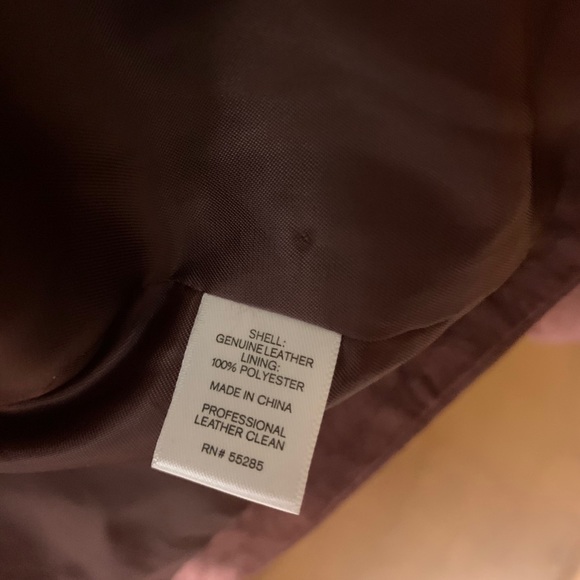 SHELL:
GENUINE LEATHER
LINING:
100% POLYESTER
MADE IN CHINA
PROFESSIONAL
LEATHER CLEAN
RN# 55285